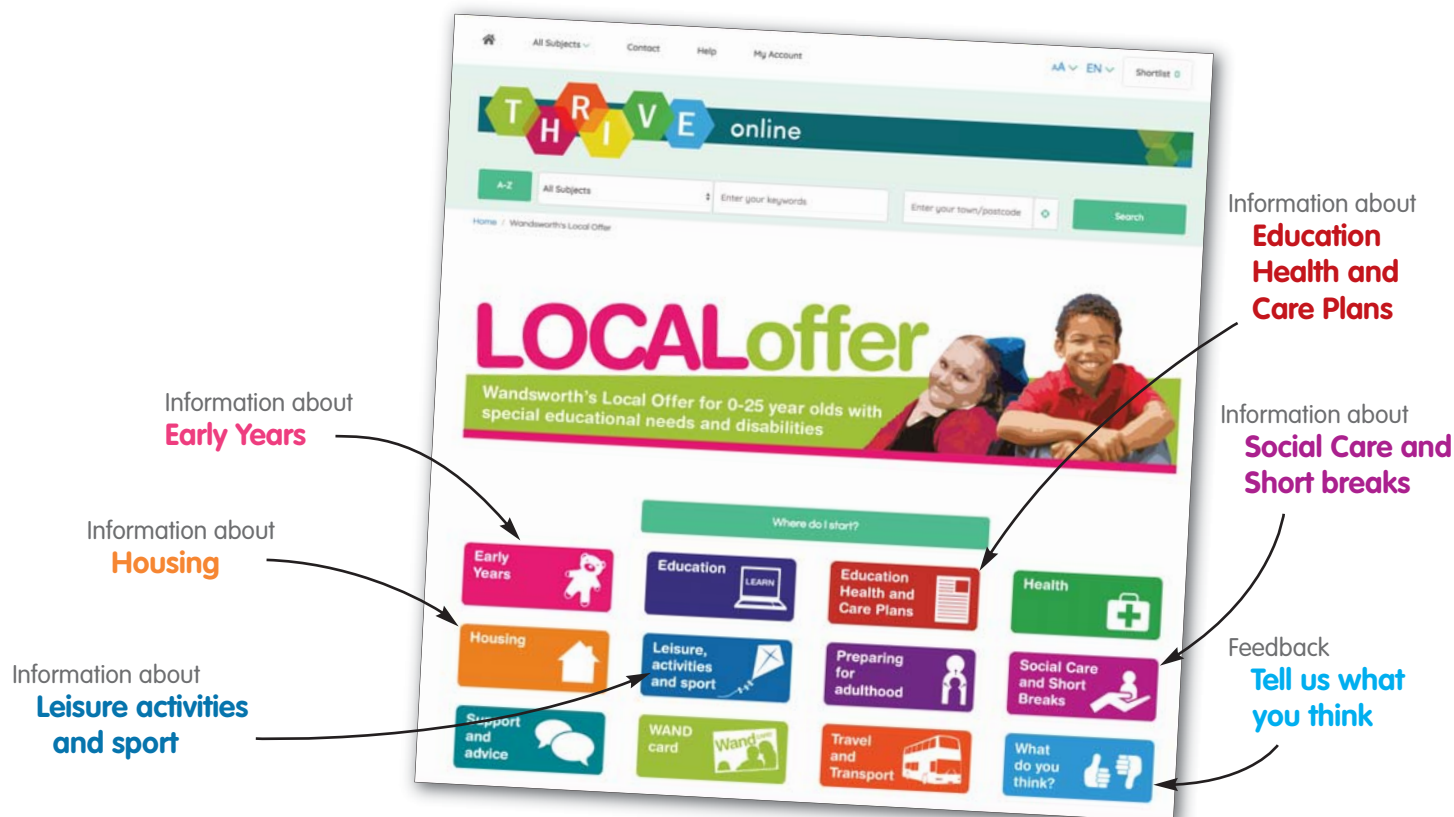 All Subjects
Contact
Help
My Account
AA
EN
Shortlist 0
THRIVE online
A-Z
All Subjects
Enter your keywords
Enter your town/postcode
Search
Home / Wandsworth's Local Offer
LOCALoffer
Wandsworth's Local Offer for 0-25 year olds with
special educational needs and disabilities
Where do I start?
Early
Years
Education
LEARN
Education
Health and
Care Plans
Health
Housing
Leisure,
activities
and sport
Preparing
for
adulthood
Social Care
and Short
Breaks
Support
and
advice
WAND
card
Wandcard
Travel
and
Transport
What
do you
think?
Information about
Early Years
Information about
Housing
Information about
Leisure activities
and sport
Information about
Education
Health and
Care Plans
Information about
Social Care and
Short breaks
Feedback
Tell us what
you think